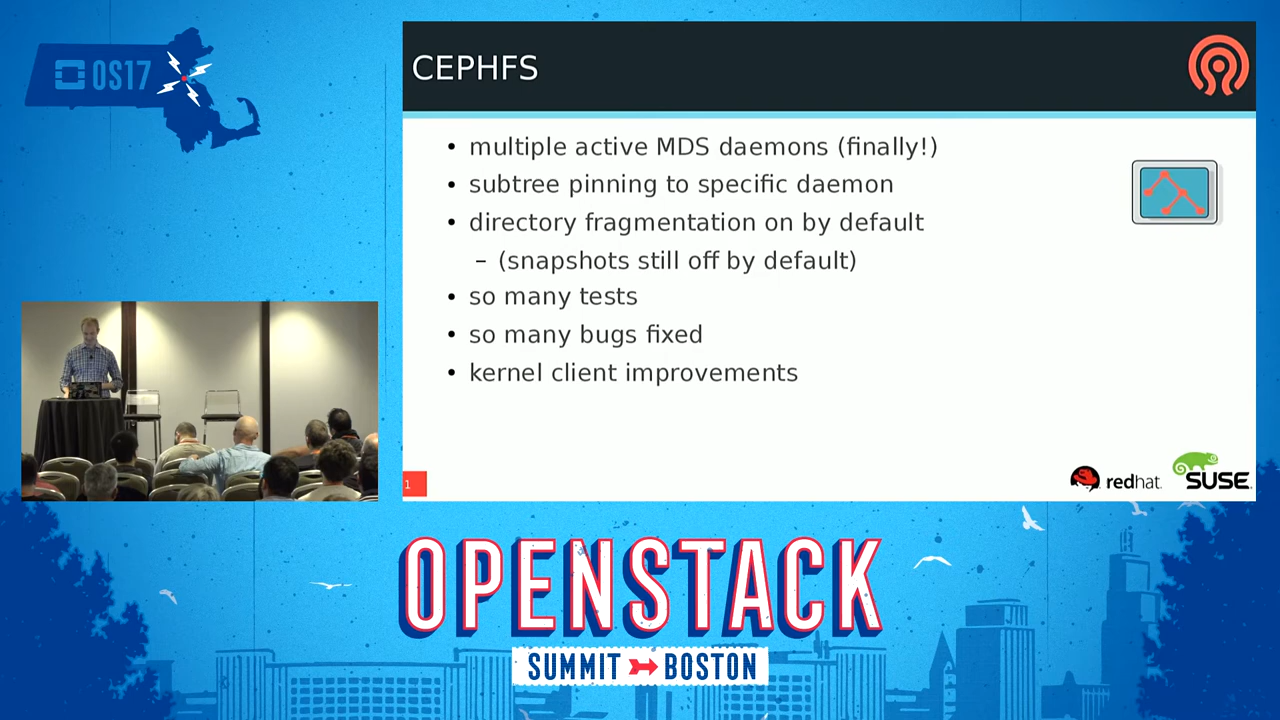 OS17
CEPHFS
• multiple active MDS daemons (finally!)
• subtree pinning to specific daemon
• directory fragmentation on by default
– (snapshots still off by default)
• so many tests
• so many bugs fixed
• kernel client improvements
1
redhat.
SUSE
OPENSTACK
SUMMIT BOSTON